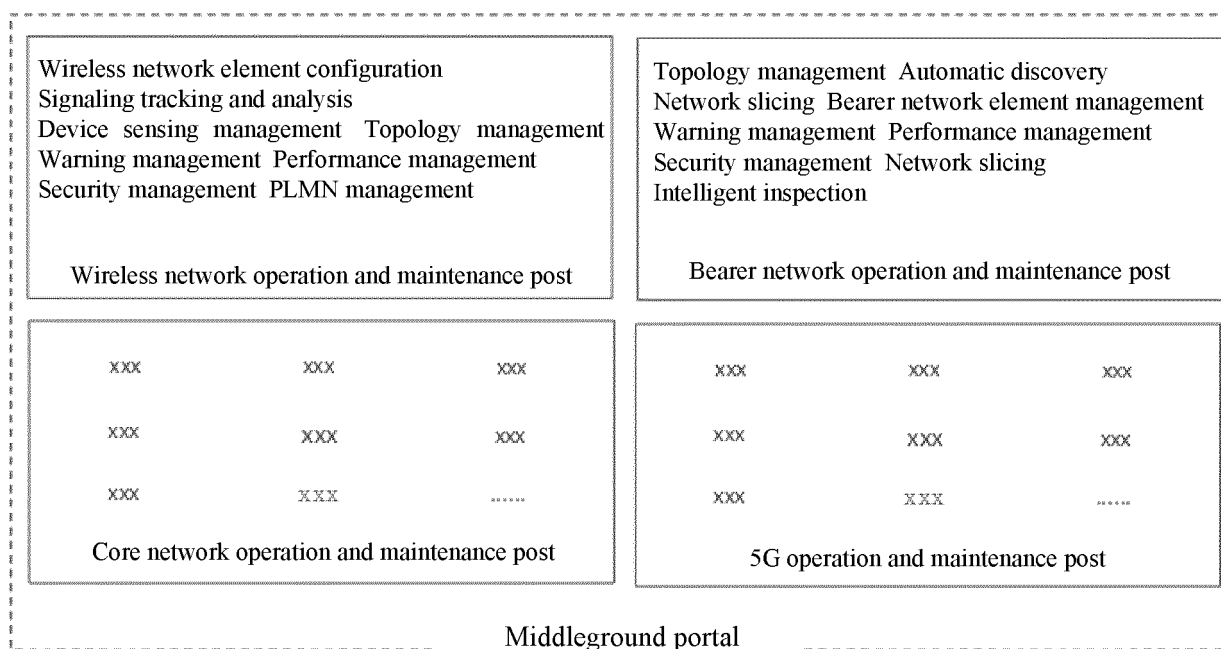 Wireless network element configuration
Signaling tracking and analysis
Device sensing management Topology management
Warning management Performance management
Security management PLMN management
Wireless network operation and maintenance post
Topology management Automatic discovery
Network slicing Bearer network element management
Warning management Performance management
Security management Network slicing
Intelligent inspection
Bearer network operation and maintenance post
xxx xxx xxx
xxx xxx xxx
xxx xxx ......
Core network operation and maintenance post
xxx xxx xxx
xxx xxx xxx
xxx xxx ......
5G operation and maintenance post
Middleground portal